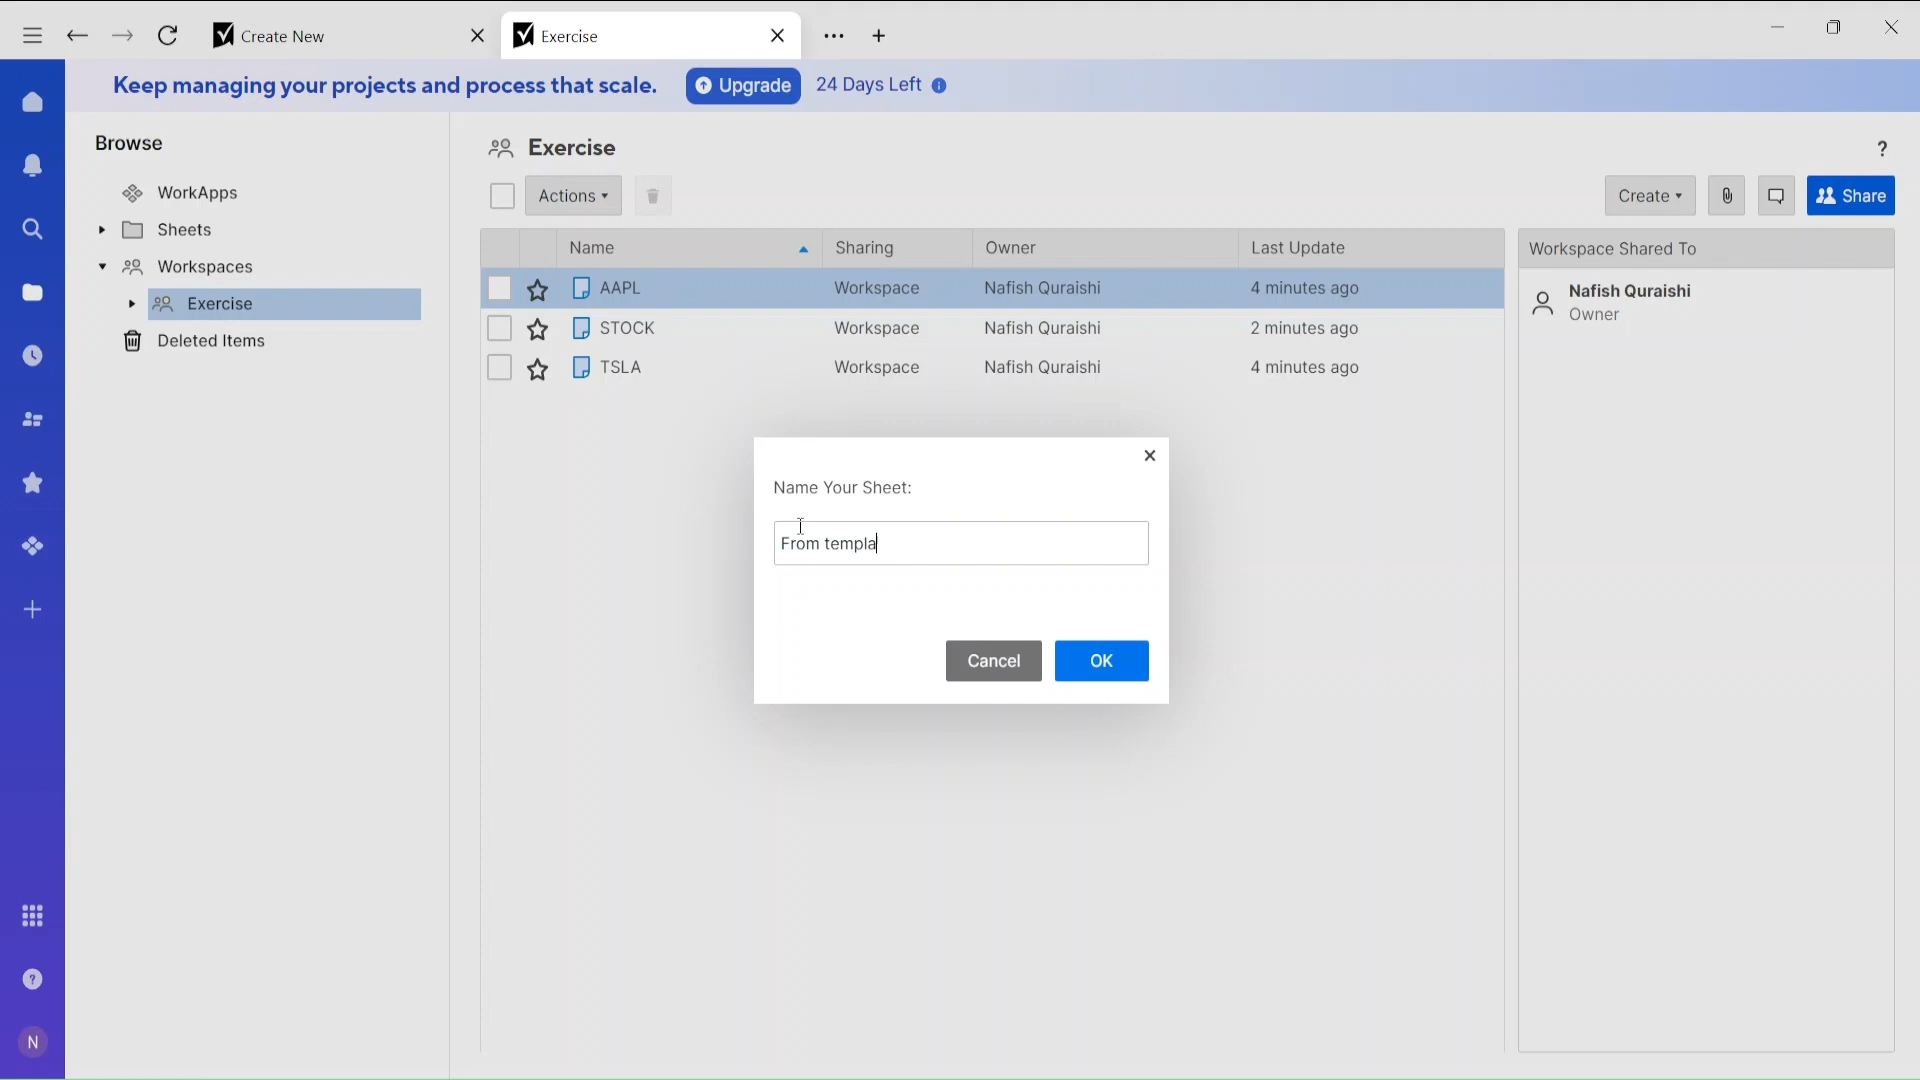 Create New
Exercise
Keep managing your projects and process that scale.
Upgrade
24 Days Left
Browse
WorkApps
Sheets
Workspaces
Exercise
Deleted Items
Exercise
?
Actions
Create
Share
Name Sharing Owner Last Update
AAPL Workspace Nafish Quraishi 4 minutes ago
STOCK Workspace Nafish Quraishi 2 minutes ago
TSLA Workspace Nafish Quraishi 4 minutes ago
Workspace Shared To
Nafish Quraishi
Owner
Name Your Sheet:
From templa
Cancel
OK
?
N